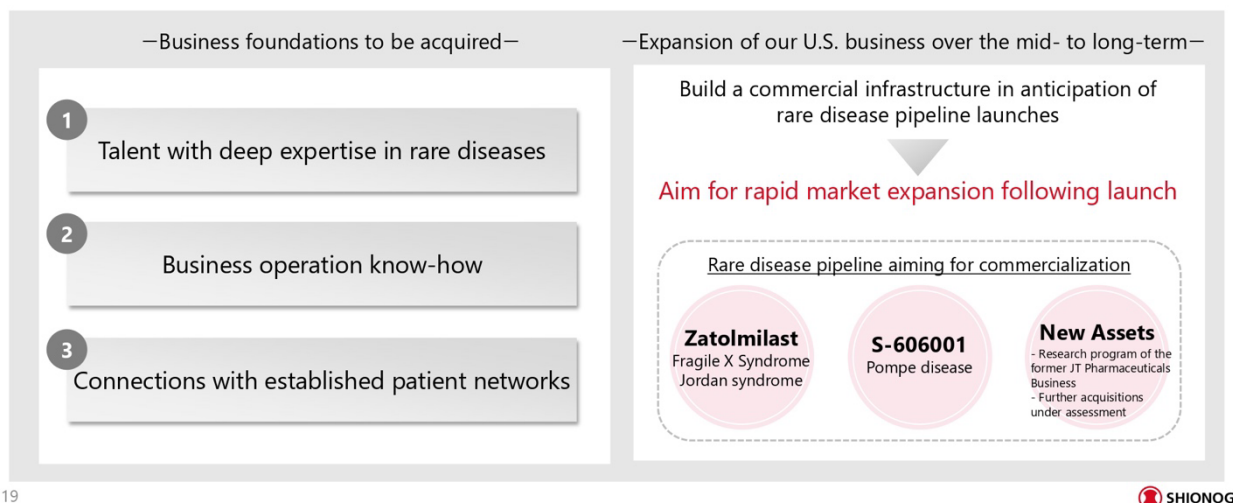 —Business foundations to be acquired—
1
Talent with deep expertise in rare diseases
2
Business operation know-how
3
Connections with established patient networks
—Expansion of our U.S. business over the mid- to long-term—
Build a commercial infrastructure in anticipation of
rare disease pipeline launches
Aim for rapid market expansion following launch
Rare disease pipeline aiming for commercialization
Zatolmilast
Fragile X Syndrome
Jordan syndrome
S-606001
Pompe disease
New Assets
- Research program of the
former JT Pharmaceuticals
Business
- Further acquisitions
under assessment
19
SHIONOG